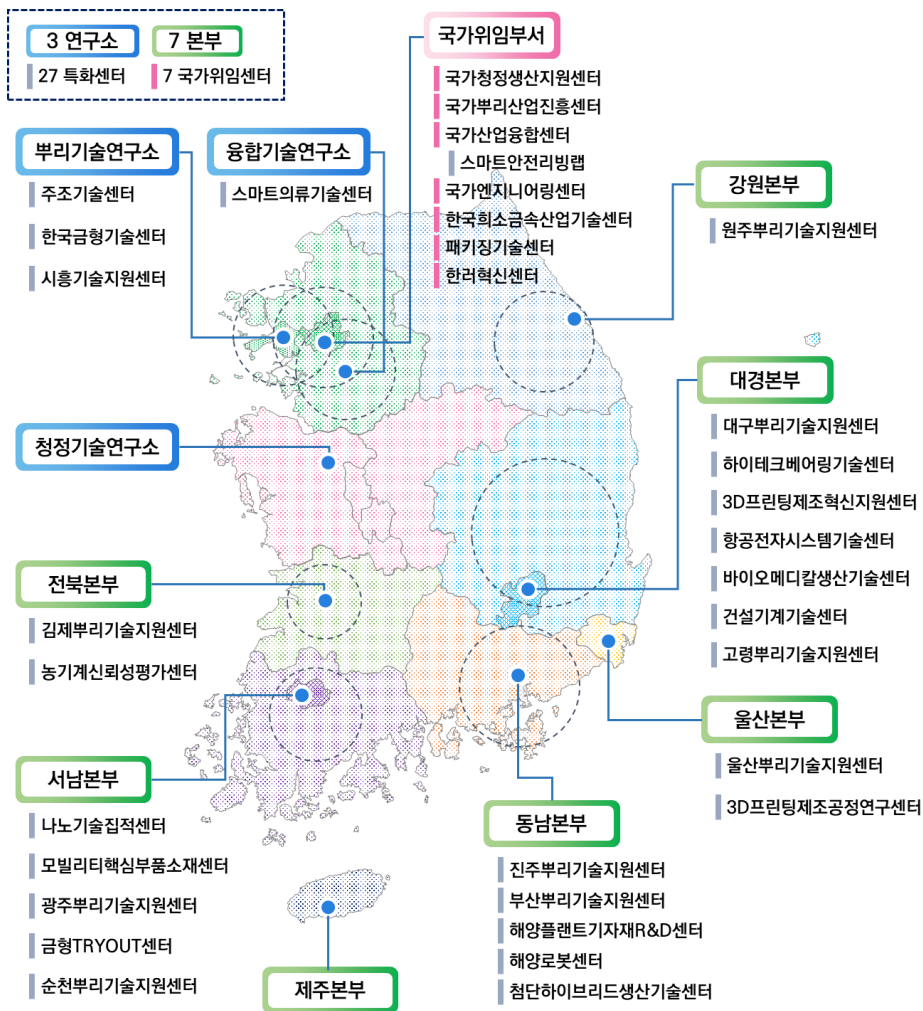 3 연구소
7 본부
27 특화센터
7 국가위임센터
국가위임부서
국가청정생산지원센터
국가뿌리산업진흥센터
국가산업융합센터
스마트안전리빙랩
국가엔지니어링센터
한국희소금속산업기술센터
패키징기술센터
한러혁신센터
뿌리기술연구소
주조기술센터
한국금형기술센터
시흥기술지원센터
융합기술연구소
스마트의류기술센터
강원본부
원주뿌리기술지원센터
대경본부
대구뿌리기술지원센터
하이테크베어링기술센터
3D프린팅제조혁신지원센터
항공전자시스템기술센터
바이오메디칼생산기술센터
건설기계기술센터
고령뿌리기술지원센터
청정기술연구소
전북본부
김제뿌리기술지원센터
농기계신뢰성평가센터
울산본부
울산뿌리기술지원센터
3D프린팅제조공정연구센터
서남본부
나노기술집적센터
모빌리티핵심부품소재센터
광주뿌리기술지원센터
금형TRYOUT센터
순천뿌리기술지원센터
동남본부
진주뿌리기술지원센터
부산뿌리기술지원센터
해양플랜트기자재R&D센터
해양로봇센터
첨단하이브리드생산기술센터
제주본부